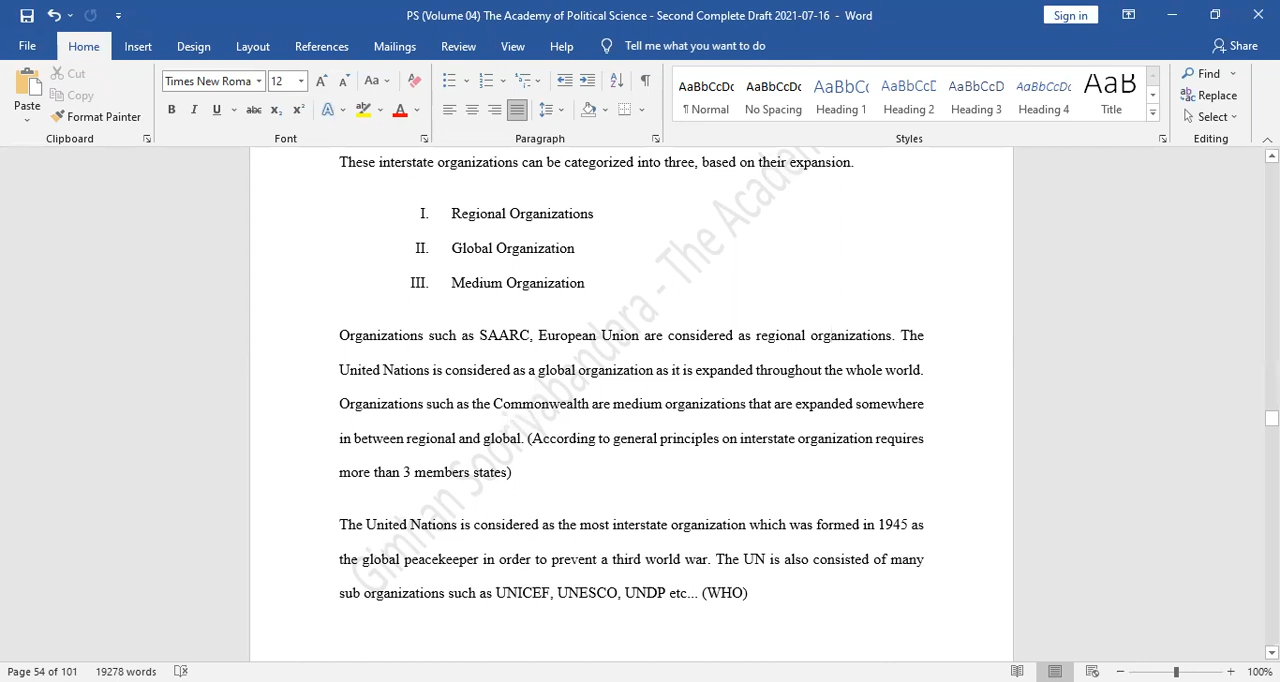 PS (Volume 04) The Academy of Political Science - Second Complete Draft 2021-07-16 - Word
Sign in
File Home Insert Design Layout References Mailings Review View Help Tell me what you want to do
Share
Paste
Cut
Copy
Format Painter
Clipboard
Times New Roma 12
Aa
B I U abc x₂ x² A A
Font
Paragraph
AaBbCcDc AaBbCcDc AaBbCc AaBbCcD AaBbCcD AaBbCcD AaB
¶ Normal No Spacing Heading 1 Heading 2 Heading 3 Heading 4 Title
Styles
Find
Replace
Select
Editing
These interstate organizations can be categorized into three, based on their expansion.
I. Regional Organizations
II. Global Organization
III. Medium Organization
Organizations such as SAARC, European Union are considered as regional organizations. The
United Nations is considered as a global organization as it is expanded throughout the whole world.
Organizations such as the Commonwealth are medium organizations that are expanded somewhere
in between regional and global. (According to general principles on interstate organization requires
more than 3 members states)
The United Nations is considered as the most interstate organization which was formed in 1945 as
the global peacekeeper in order to prevent a third world war. The UN is also consisted of many
sub organizations such as UNICEF, UNESCO, UNDP etc... (WHO)
Gimhan Sooriyabandara - The Academ
Page 54 of 101 19278 words
100%